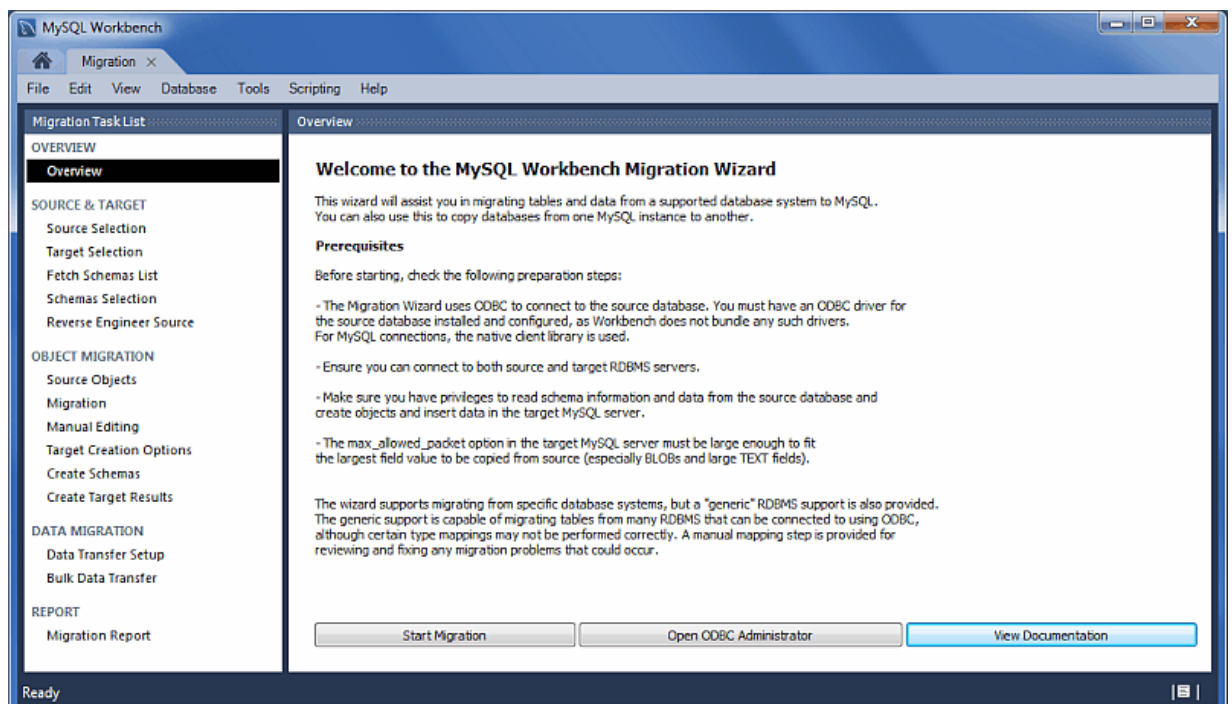 MySQL Workbench
Migration
File Edit View Database Tools Scripting Help
Migration Task List
OVERVIEW
Overview
SOURCE & TARGET
Source Selection
Target Selection
Fetch Schemas List
Schemas Selection
Reverse Engineer Source
OBJECT MIGRATION
Source Objects
Migration
Manual Editing
Target Creation Options
Create Schemas
Create Target Results
DATA MIGRATION
Data Transfer Setup
Bulk Data Transfer
REPORT
Migration Report
Overview
Welcome to the MySQL Workbench Migration Wizard
This wizard will assist you in migrating tables and data from a supported database system to MySQL.
You can also use this to copy databases from one MySQL instance to another.
Prerequisites
Before starting, check the following preparation steps:
- The Migration Wizard uses ODBC to connect to the source database. You must have an ODBC driver for
the source database installed and configured, as Workbench does not bundle any such drivers.
For MySQL connections, the native client library is used.
- Ensure you can connect to both source and target RDBMS servers.
- Make sure you have privileges to read schema information and data from the source database and
create objects and insert data in the target MySQL server.
- The max_allowed_packet option in the target MySQL server must be large enough to fit
the largest field value to be copied from source (especially BLOBs and large TEXT fields).
The wizard supports migrating from specific database systems, but a "generic" RDBMS support is also provided.
The generic support is capable of migrating tables from many RDBMS that can be connected to using ODBC,
although certain type mappings may not be performed correctly. A manual mapping step is provided for
reviewing and fixing any migration problems that could occur.
Start Migration
Open ODBC Administrator
View Documentation
Ready